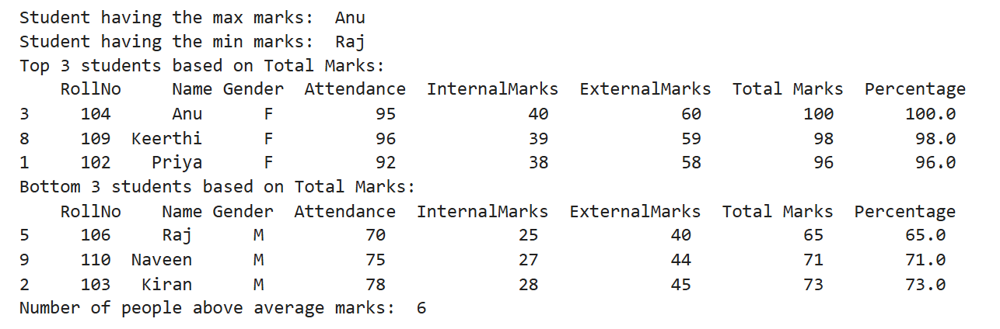 Student having the max marks:  Anu
Student having the min marks:  Raj
Top 3 students based on Total Marks:
    RollNo     Name Gender  Attendance  InternalMarks  ExternalMarks  Total Marks  Percentage
3     104      Anu      F          95             40             60          100       100.0
8     109  Keerthi      F          96             39             59           98        98.0
1     102    Priya      F          92             38             58           96        96.0
Bottom 3 students based on Total Marks:
    RollNo    Name Gender  Attendance  InternalMarks  ExternalMarks  Total Marks  Percentage
5     106     Raj      M          70             25             40           65        65.0
9     110  Naveen      M          75             27             44           71        71.0
2     103   Kiran      M          78             28             45           73        73.0
Number of people above average marks:  6